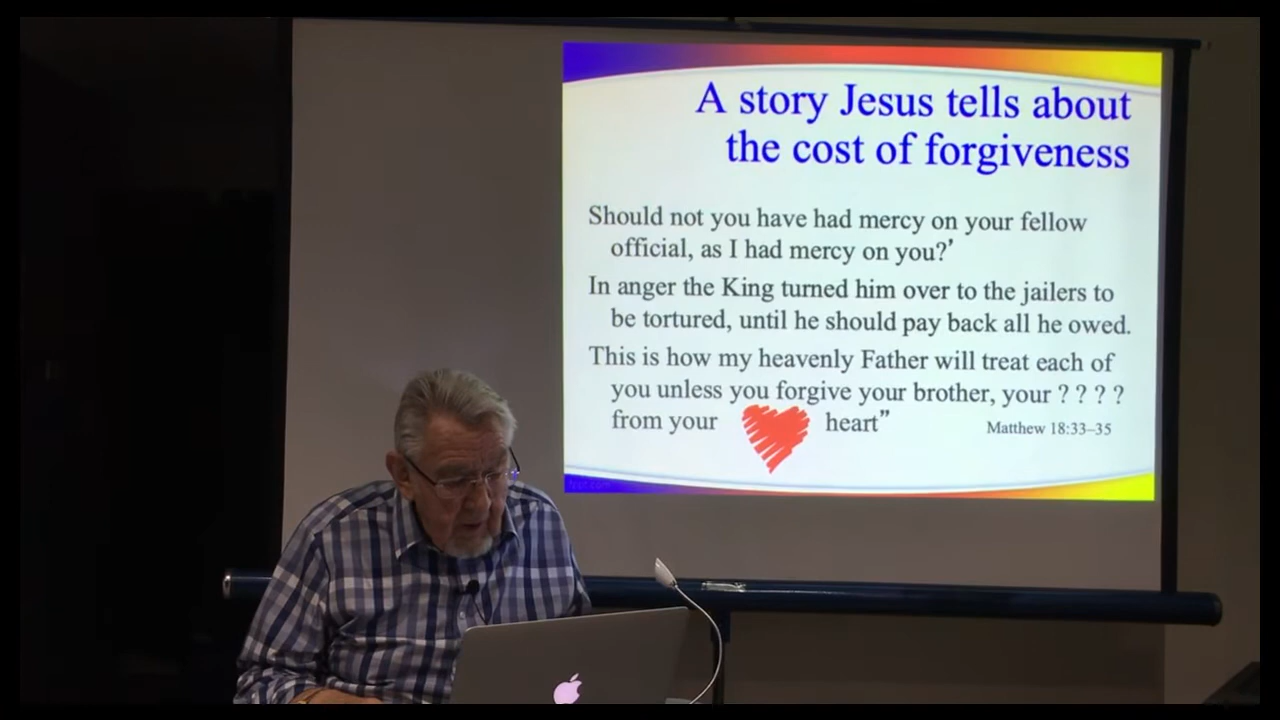 A story Jesus tells about
the cost of forgiveness
Should not you have had mercy on your fellow
official, as I had mercy on you?’
In anger the King turned him over to the jailers to
be tortured, until he should pay back all he owed.
This is how my heavenly Father will treat each of
you unless you forgive your brother, your ? ? ? ?
from your heart”
Matthew 18:33–35